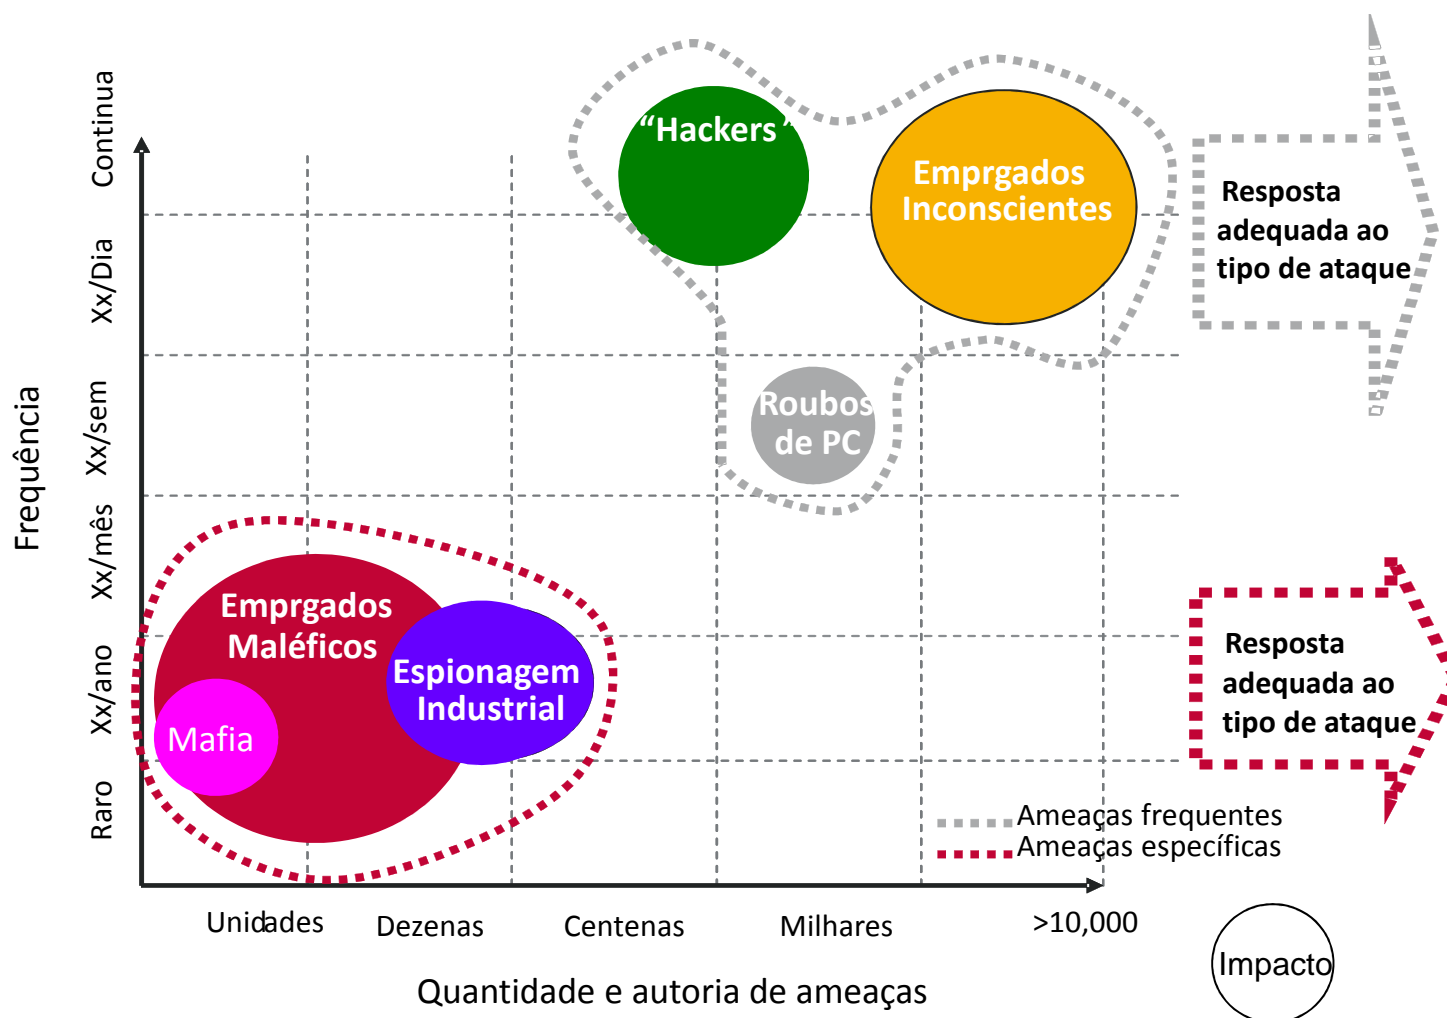 Frequência
Continua
Xx/Dia
Xx/sem
Xx/mês
Xx/ano
Raro
“Hackers”
Emprgados
Inconscientes
Roubos
de PC
Emprgados
Maléficos
Espionagem
Industrial
Mafia
Resposta
adequada ao
tipo de ataque
Resposta
adequada ao
tipo de ataque
Ameaças frequentes
Ameaças específicas
Unidades
Dezenas
Centenas
Milhares
>10,000
Quantidade e autoria de ameaças
Impacto